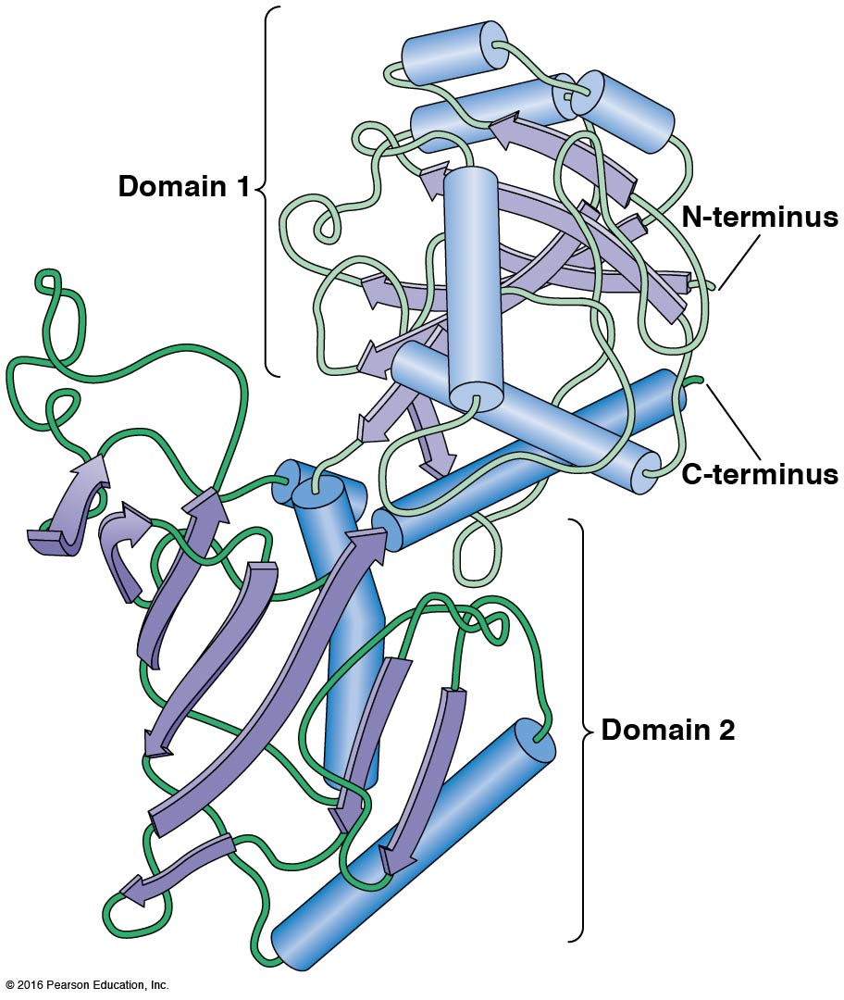 Domain 1
N-terminus
C-terminus
Domain 2
© 2016 Pearson Education, Inc.